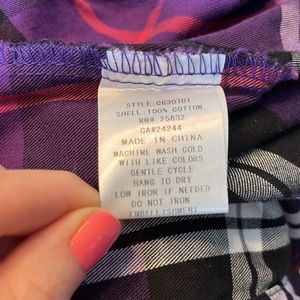 STYLE:CG30701
SHELL:100% COTTON
RN# 25832
CA#24244
MADE IN CHINA
MACHINE WASH COLD
WITH LIKE COLORS
GENTLE CYCLE
HANG TO DRY
LOW IRON IF NEEDED
DO NOT IRON
EMBELLISHMENT